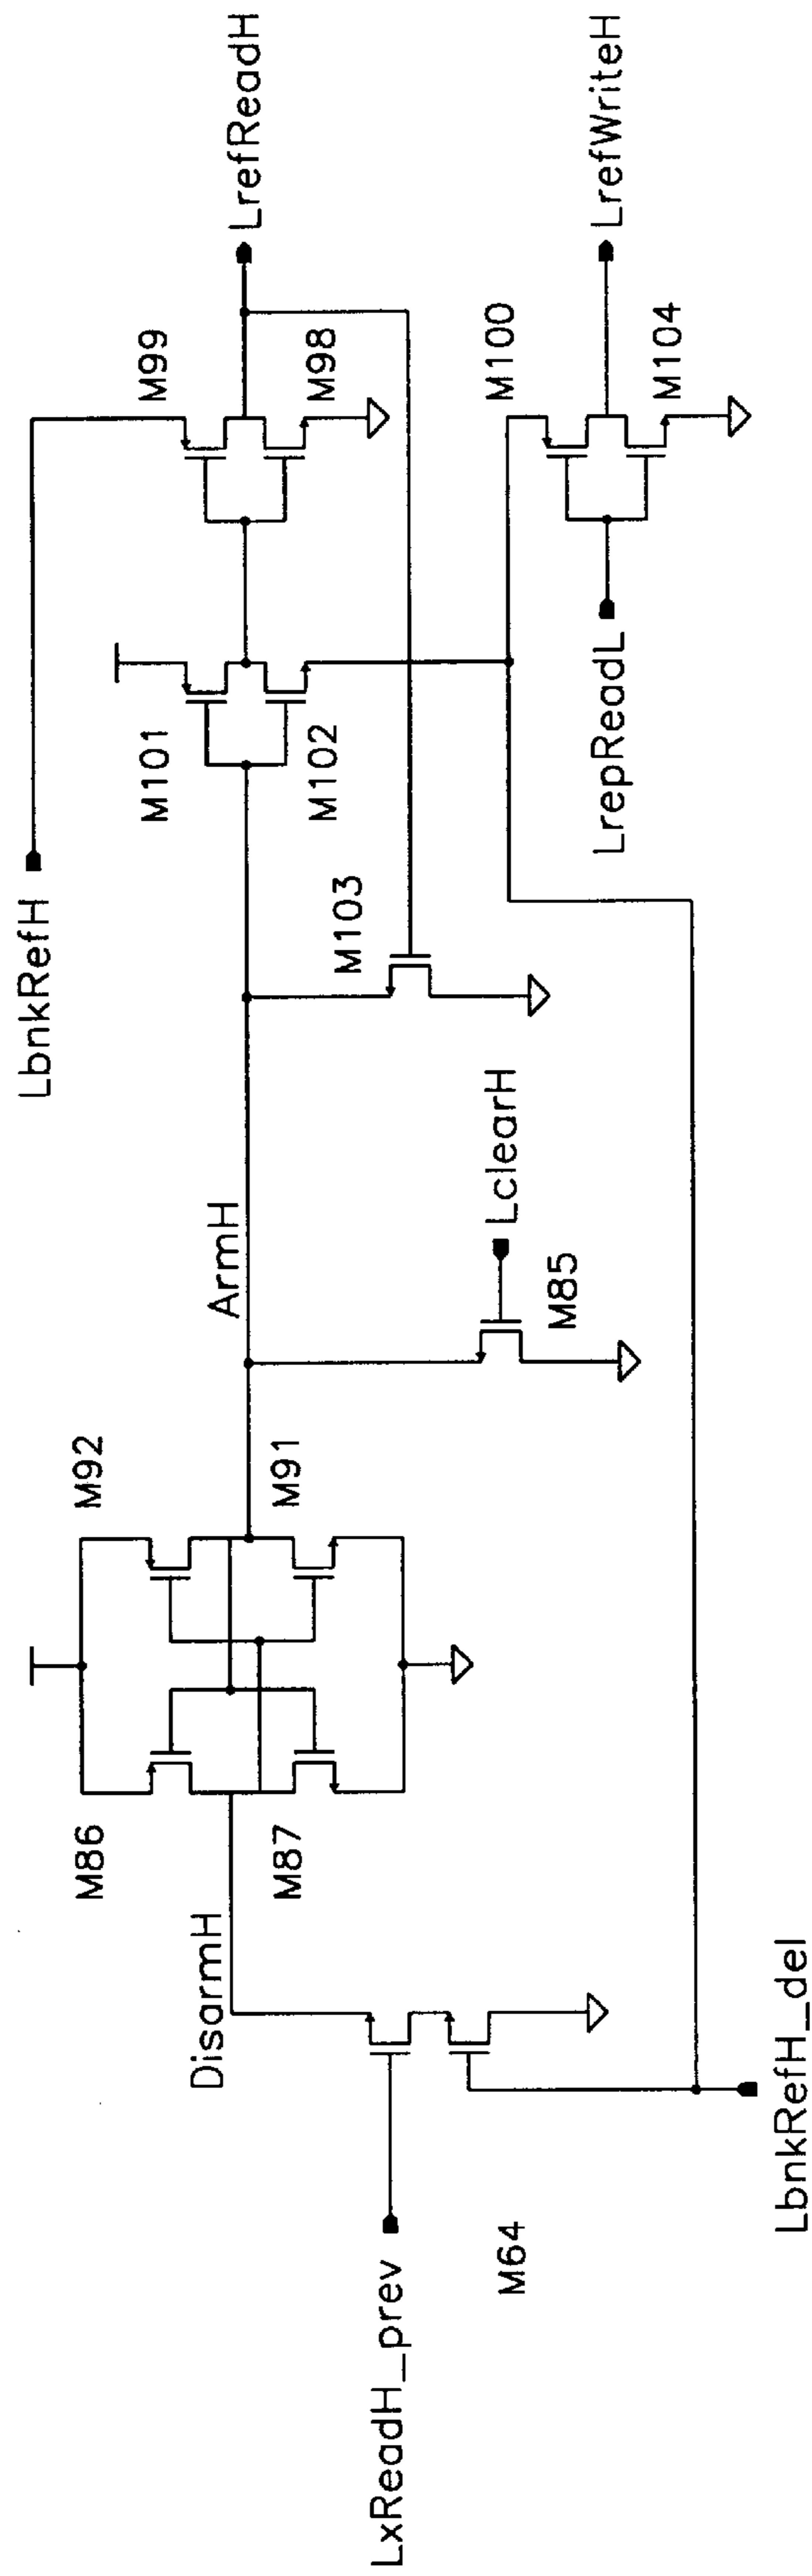 LbnkRefH
LrefReadH
M99
M98
M101
M102
M103
M100
M104
LrefWriteH
LrepReadL
ArmH
LclearH
M85
M92
M91
M86
M87
DisarmH
LxReadH_prev
M64
LbnkRefH_del